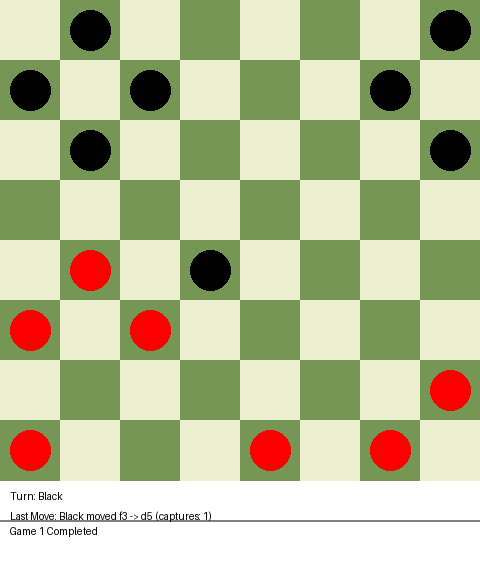 Turn: Black
Last Move: Black moved f3 -> d5 (captures: 1)
Game 1 Completed